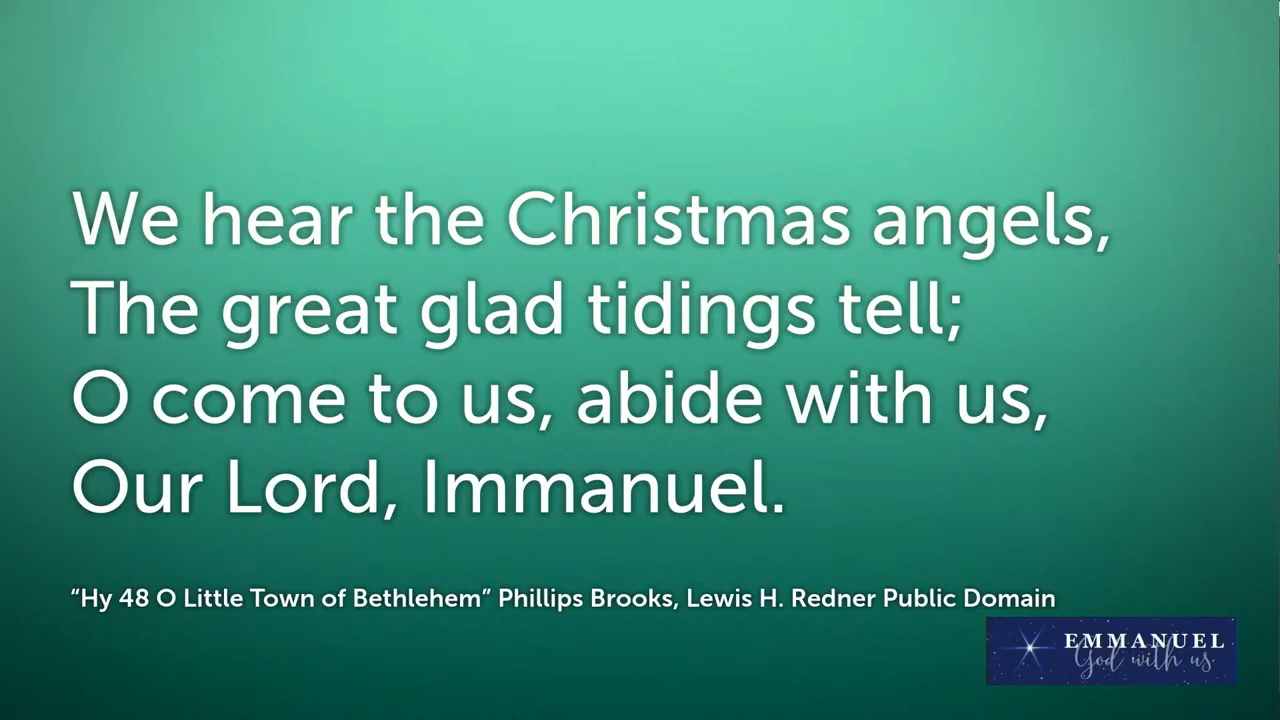 We hear the Christmas angels,
The great glad tidings tell;
O come to us, abide with us,
Our Lord, Immanuel.
“Hy 48 O Little Town of Bethlehem” Phillips Brooks, Lewis H. Redner Public Domain
EMMANUEL
God with us